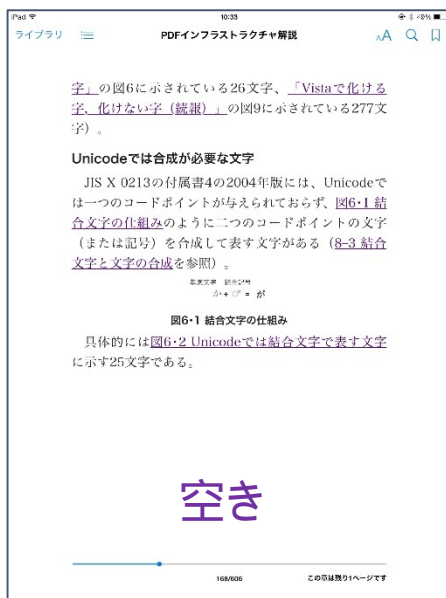 iPad 10:33 49%
ライブラリ PDFインフラストラクチャ解説 AA
字」の図6に示されている26文字、「Vistaで化ける
字，化けない字（続報）」の図9に示されている277文
字）。
Unicodeでは合成が必要な文字
JIS X 0213の付属書4の2004年版には、Unicodeで
は一つのコードポイントが与えられておらず、図6・1 結
合文字の仕組みのように二つのコードポイントの文字
（または記号）を合成して表す文字がある（8–3 結合
文字と文字の合成を参照）。
基底文字 結合記号
か + ゜ = か゚
図6・1 結合文字の仕組み
具体的には図6・2 Unicodeでは結合文字で表す文字
に示す25文字である。
空き
168/606 この章は残り1ページです